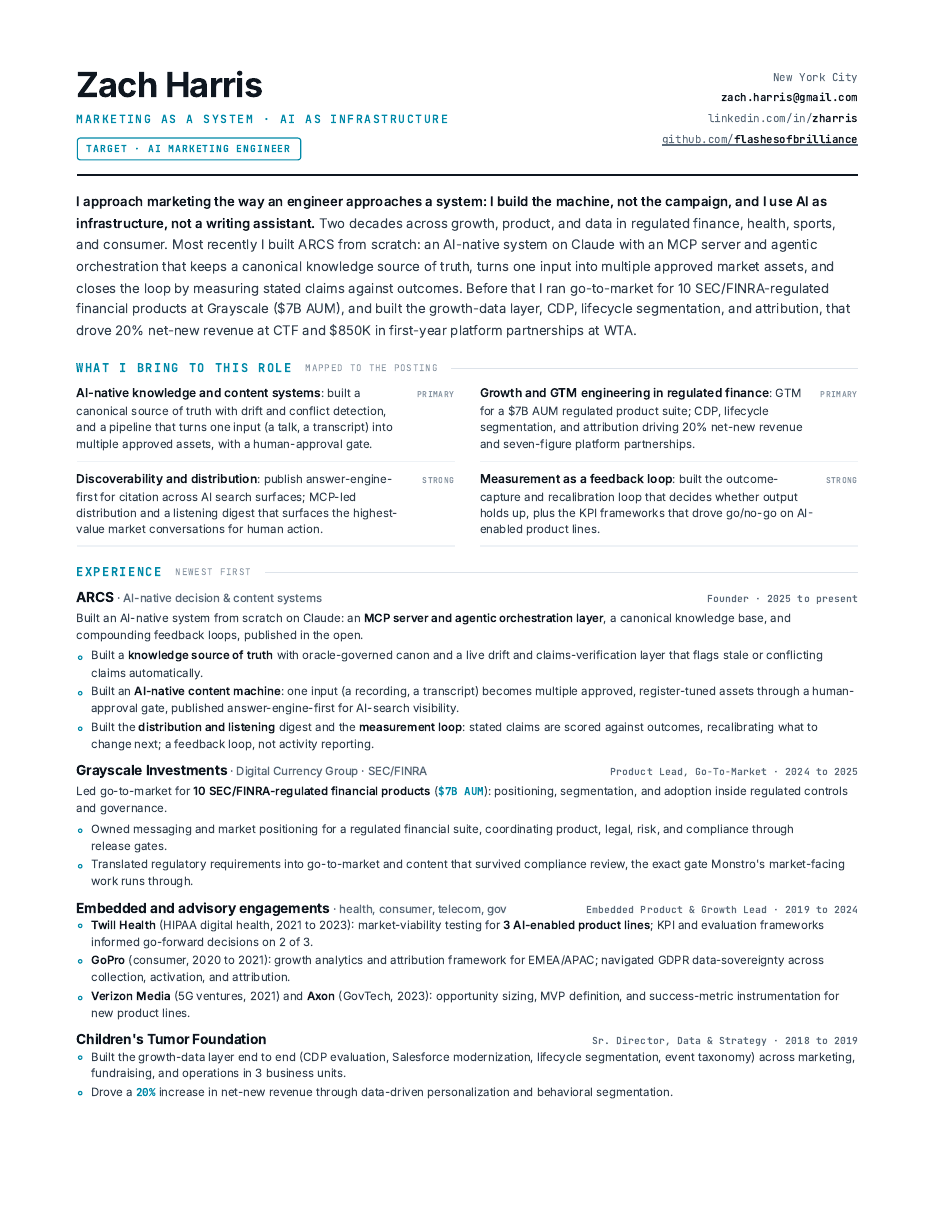 Zach Harris
MARKETING AS A SYSTEM · AI AS INFRASTRUCTURE
TARGET · AI MARKETING ENGINEER
New York City
zach.harris@gmail.com
linkedin.com/in/zharris
github.com/flashesofbrilliance
I approach marketing the way an engineer approaches a system: I build the machine, not the campaign, and I use AI as
infrastructure, not a writing assistant. Two decades across growth, product, and data in regulated finance, health, sports,
and consumer. Most recently I built ARCS from scratch: an AI-native system on Claude with an MCP server and agentic
orchestration that keeps a canonical knowledge source of truth, turns one input into multiple approved market assets, and
closes the loop by measuring stated claims against outcomes. Before that I ran go-to-market for 10 SEC/FINRA-regulated
financial products at Grayscale ($7B AUM), and built the growth-data layer, CDP, lifecycle segmentation, and attribution, that
drove 20% net-new revenue at CTF and $850K in first-year platform partnerships at WTA.
WHAT I BRING TO THIS ROLE MAPPED TO THE POSTING
AI-native knowledge and content systems: built a PRIMARY
canonical source of truth with drift and conflict detection,
and a pipeline that turns one input (a talk, a transcript) into
multiple approved assets, with a human-approval gate.
Growth and GTM engineering in regulated finance: GTM PRIMARY
for a $7B AUM regulated product suite; CDP, lifecycle
segmentation, and attribution driving 20% net-new revenue
and seven-figure platform partnerships.
Discoverability and distribution: publish answer-engine- STRONG
first for citation across AI search surfaces; MCP-led
distribution and a listening digest that surfaces the highest-
value market conversations for human action.
Measurement as a feedback loop: built the outcome- STRONG
capture and recalibration loop that decides whether output
holds up, plus the KPI frameworks that drove go/no-go on AI-
enabled product lines.
EXPERIENCE NEWEST FIRST
ARCS · AI-native decision & content systems Founder · 2025 to present
Built an AI-native system from scratch on Claude: an MCP server and agentic orchestration layer, a canonical knowledge base, and
compounding feedback loops, published in the open.
Built a knowledge source of truth with oracle-governed canon and a live drift and claims-verification layer that flags stale or conflicting
claims automatically.
Built an AI-native content machine: one input (a recording, a transcript) becomes multiple approved, register-tuned assets through a human-
approval gate, published answer-engine-first for AI-search visibility.
Built the distribution and listening digest and the measurement loop: stated claims are scored against outcomes, recalibrating what to
change next; a feedback loop, not activity reporting.
Grayscale Investments · Digital Currency Group · SEC/FINRA Product Lead, Go-To-Market · 2024 to 2025
Led go-to-market for 10 SEC/FINRA-regulated financial products ($7B AUM): positioning, segmentation, and adoption inside regulated controls
and governance.
Owned messaging and market positioning for a regulated financial suite, coordinating product, legal, risk, and compliance through
release gates.
Translated regulatory requirements into go-to-market and content that survived compliance review, the exact gate Monstro's market-facing
work runs through.
Embedded and advisory engagements · health, consumer, telecom, gov Embedded Product & Growth Lead · 2019 to 2024
Twill Health (HIPAA digital health, 2021 to 2023): market-viability testing for 3 AI-enabled product lines; KPI and evaluation frameworks
informed go-forward decisions on 2 of 3.
GoPro (consumer, 2020 to 2021): growth analytics and attribution framework for EMEA/APAC; navigated GDPR data-sovereignty across
collection, activation, and attribution.
Verizon Media (5G ventures, 2021) and Axon (GovTech, 2023): opportunity sizing, MVP definition, and success-metric instrumentation for
new product lines.
Children's Tumor Foundation Sr. Director, Data & Strategy · 2018 to 2019
Built the growth-data layer end to end (CDP evaluation, Salesforce modernization, lifecycle segmentation, event taxonomy) across marketing,
fundraising, and operations in 3 business units.
Drove a 20% increase in net-new revenue through data-driven personalization and behavioral segmentation.